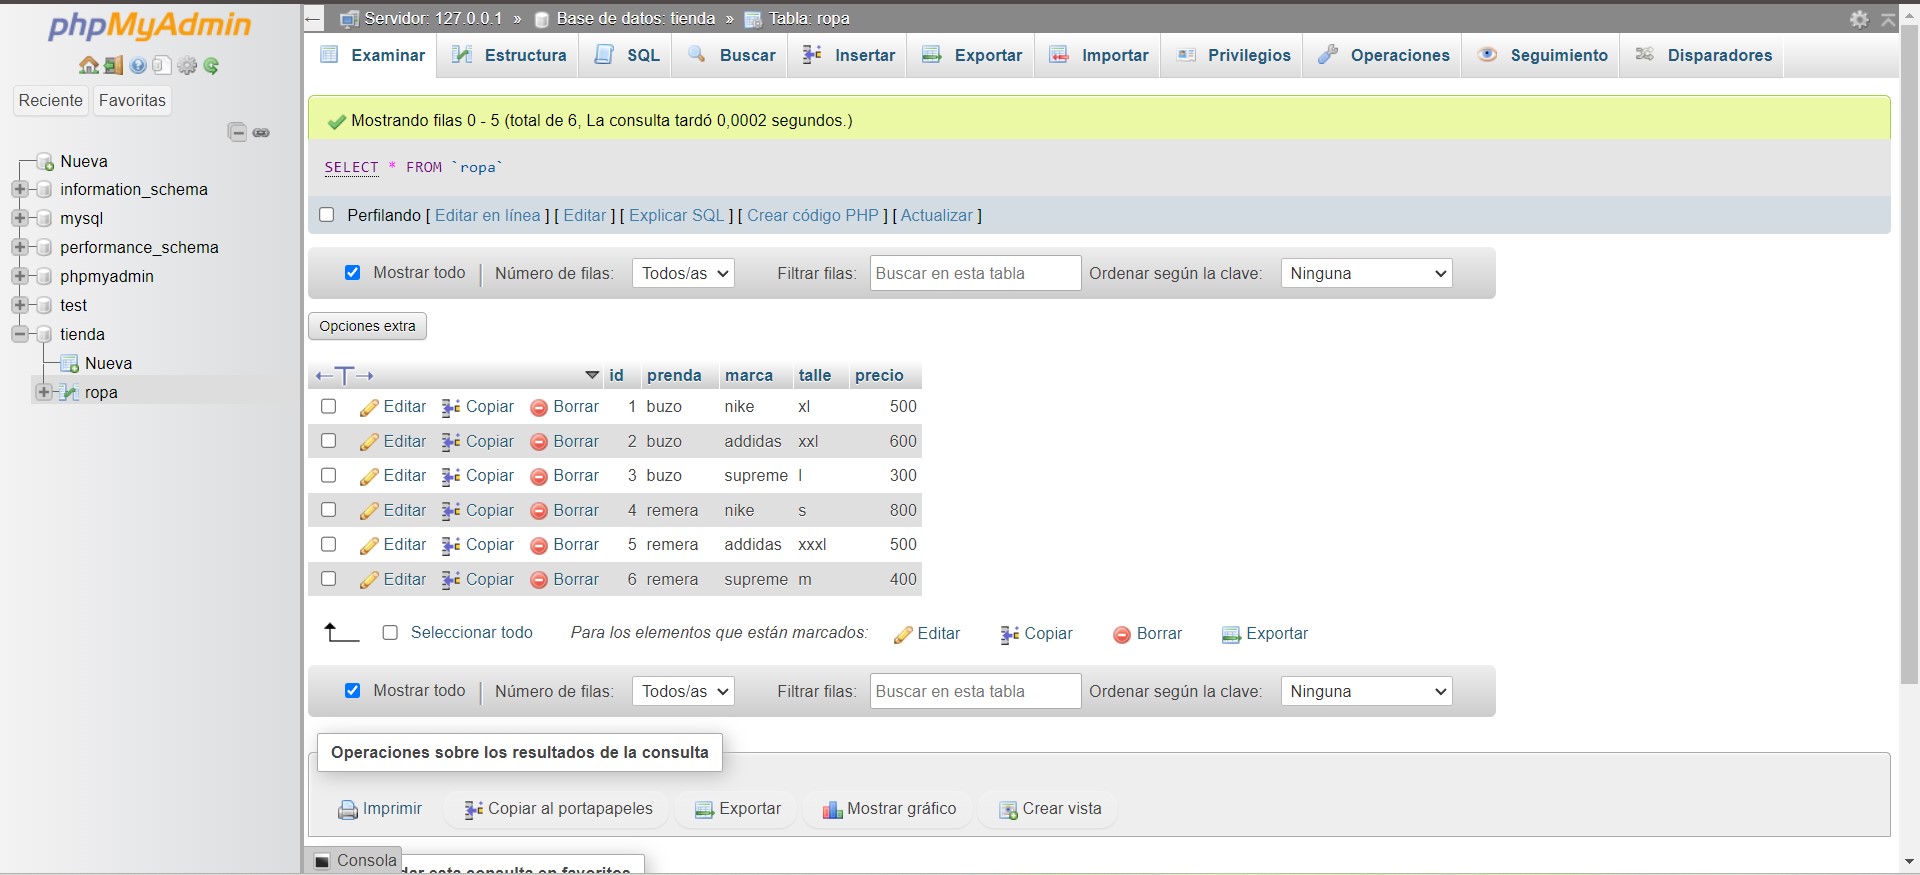 phpMyAdmin
Reciente Favoritas
Nueva
information_schema
mysql
performance_schema
phpmyadmin
test
tienda
Nueva
ropa
Servidor: 127.0.0.1 » Base de datos: tienda » Tabla: ropa
Examinar Estructura SQL Buscar Insertar Exportar Importar Privilegios Operaciones Seguimiento Disparadores
Mostrando filas 0 - 5 (total de 6, La consulta tardó 0,0002 segundos.)
SELECT * FROM `ropa`
Perfilando [ Editar en línea ] [ Editar ] [ Explicar SQL ] [ Crear código PHP ] [ Actualizar ]
Mostrar todo | Número de filas: Todos/as Filtrar filas: Buscar en esta tabla Ordenar según la clave: Ninguna
Opciones extra
←T→ id prenda marca talle precio
Editar Copiar Borrar 1 buzo nike xl 500
Editar Copiar Borrar 2 buzo addidas xxl 600
Editar Copiar Borrar 3 buzo supreme l 300
Editar Copiar Borrar 4 remera nike s 800
Editar Copiar Borrar 5 remera addidas xxxl 500
Editar Copiar Borrar 6 remera supreme m 400
Seleccionar todo Para los elementos que están marcados: Editar Copiar Borrar Exportar
Mostrar todo | Número de filas: Todos/as Filtrar filas: Buscar en esta tabla Ordenar según la clave: Ninguna
Operaciones sobre los resultados de la consulta
Imprimir Copiar al portapapeles Exportar Mostrar gráfico Crear vista
Consola
esta consulta en favoritos